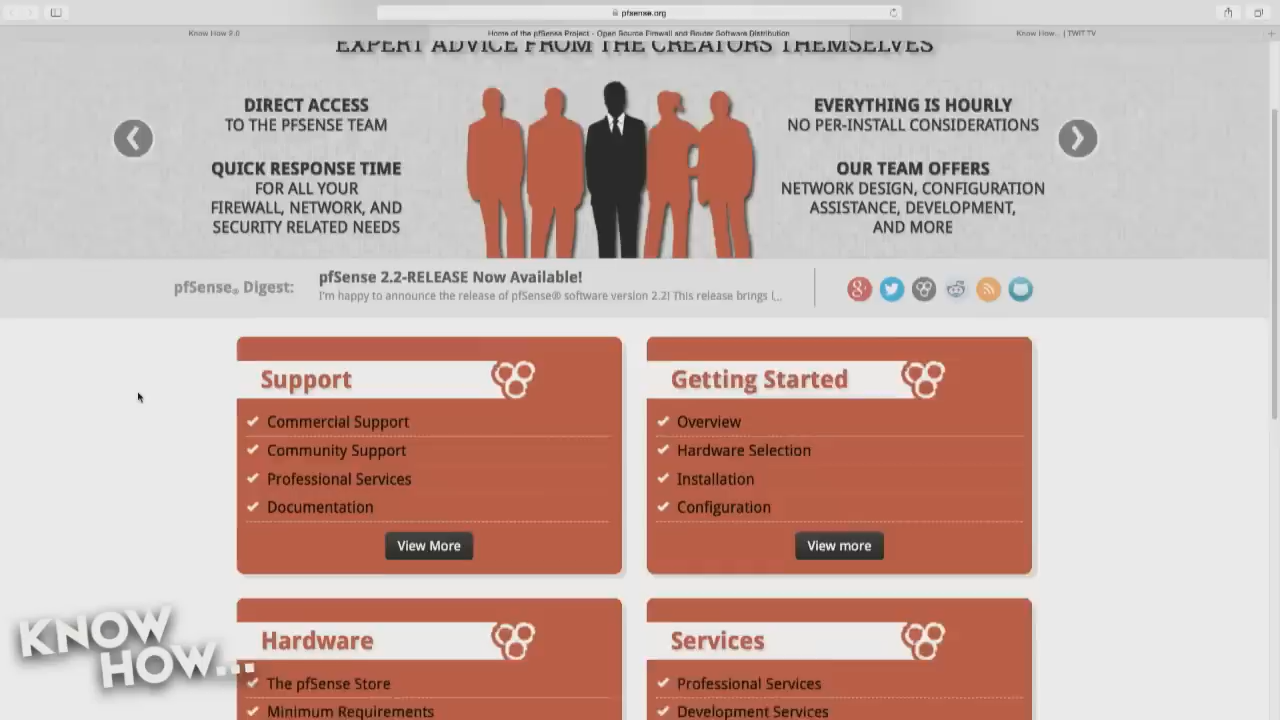 pfsense.org
Know How 2.0
Home of the pfSense Project - Open Source Firewall and Router Software Distribution
Know How... | TWiT.TV
EXPERT ADVICE FROM THE CREATORS THEMSELVES
DIRECT ACCESS
TO THE PFSENSE TEAM
QUICK RESPONSE TIME
FOR ALL YOUR
FIREWALL, NETWORK, AND
SECURITY RELATED NEEDS
EVERYTHING IS HOURLY
NO PER-INSTALL CONSIDERATIONS
OUR TEAM OFFERS
NETWORK DESIGN, CONFIGURATION
ASSISTANCE, DEVELOPMENT,
AND MORE
pfSense® Digest:
pfSense 2.2-RELEASE Now Available!
I'm happy to announce the release of pfSense® software version 2.2! This release brings i...
Support
Commercial Support
Community Support
Professional Services
Documentation
View More
Getting Started
Overview
Hardware Selection
Installation
Configuration
View more
Hardware
The pfSense Store
Minimum Requirements
Services
Professional Services
Development Services
KNOW
HOW...